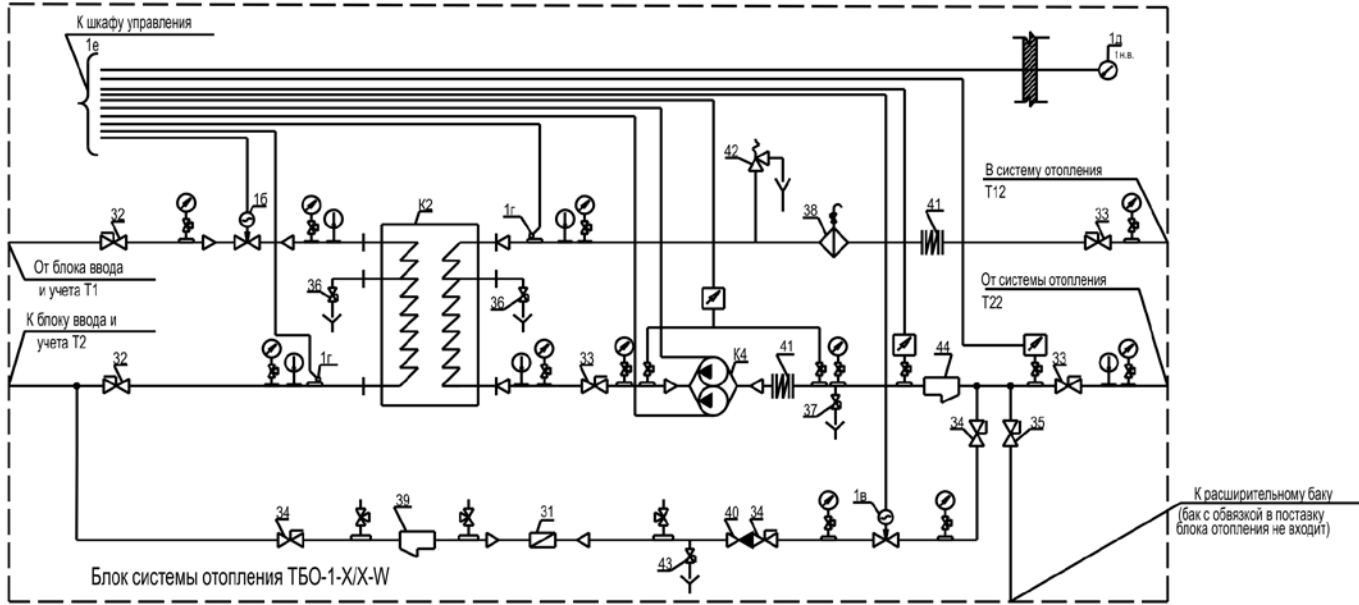 К шкафу управления
1е
1д
tн.в.
42
В систему отопления
Т12
32
1б
К2
1г
38
41
33
От блока ввода
и учета Т1
36
36
От системы отопления
Т22
К блоку ввода и
учета Т2
32
1г
33
К4
41
44
33
37
34
35
34
39
31
40
34
1в
43
К расширительному баку
(бак с обвязкой в поставку
блока отопления не входит)
Блок системы отопления ТБО-1-X/X-W